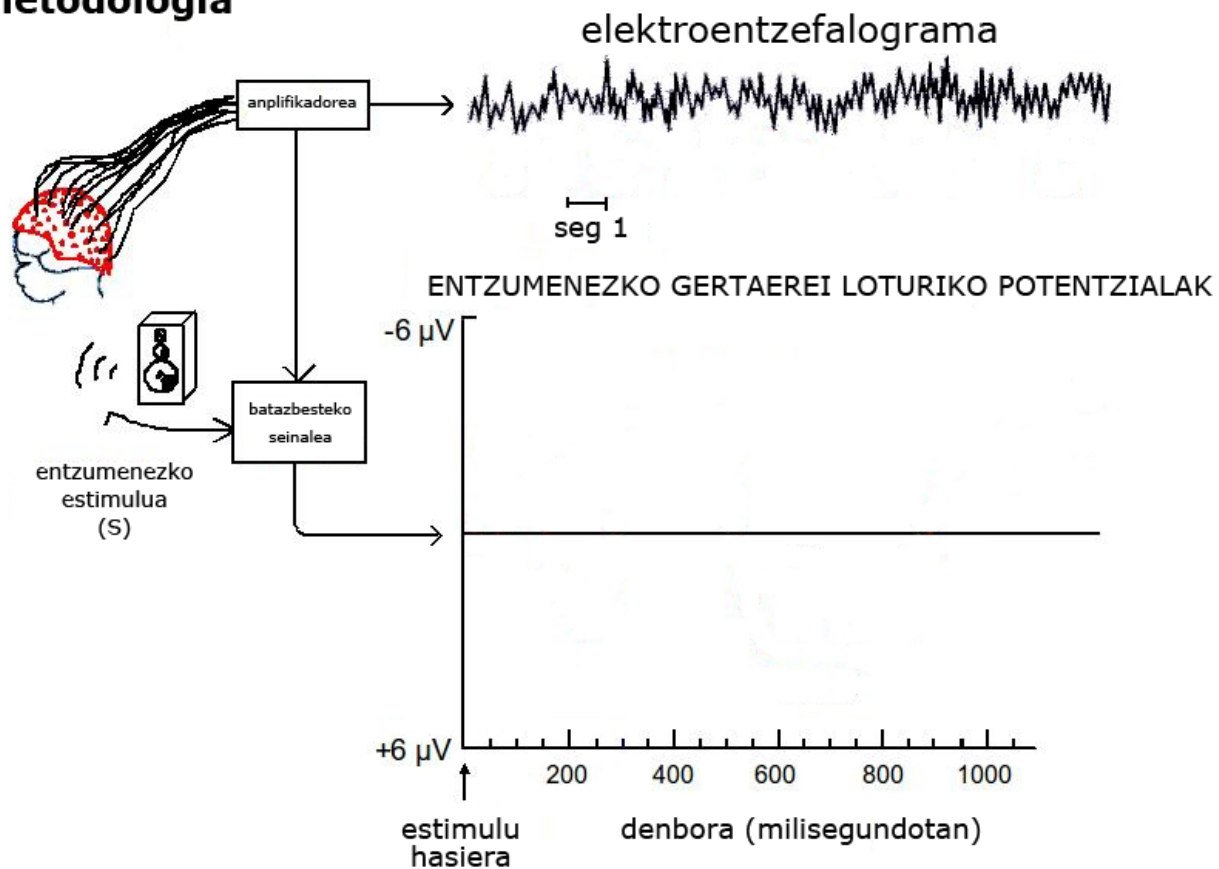 metodologia
elektroentzefalograma
anplifikadorea
seg 1
ENTZUMENEZKO GERTAEREI LOTURIKO POTENTZIALAK
-6 µV
batazbesteko
seinalea
entzumenezko
estimulua
(S)
+6 µV
200 400 600 800 1000
estimulu
hasiera
denbora (milisegundotan)